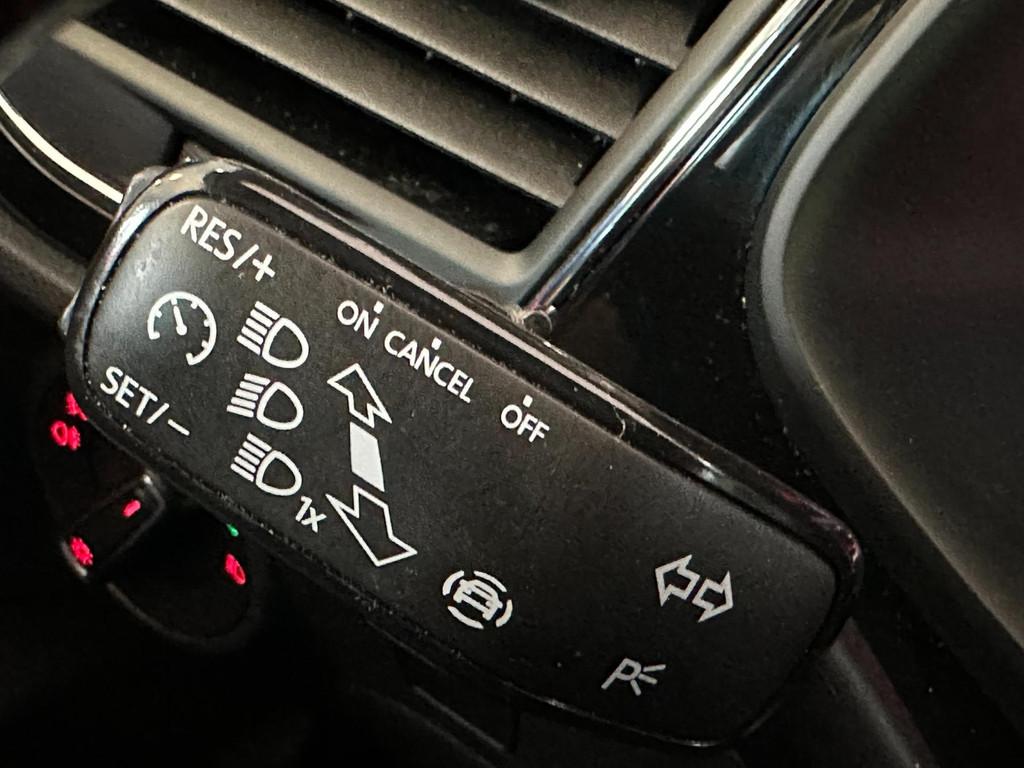 RES/+
ON CANCEL OFF
SET/-
1x
P